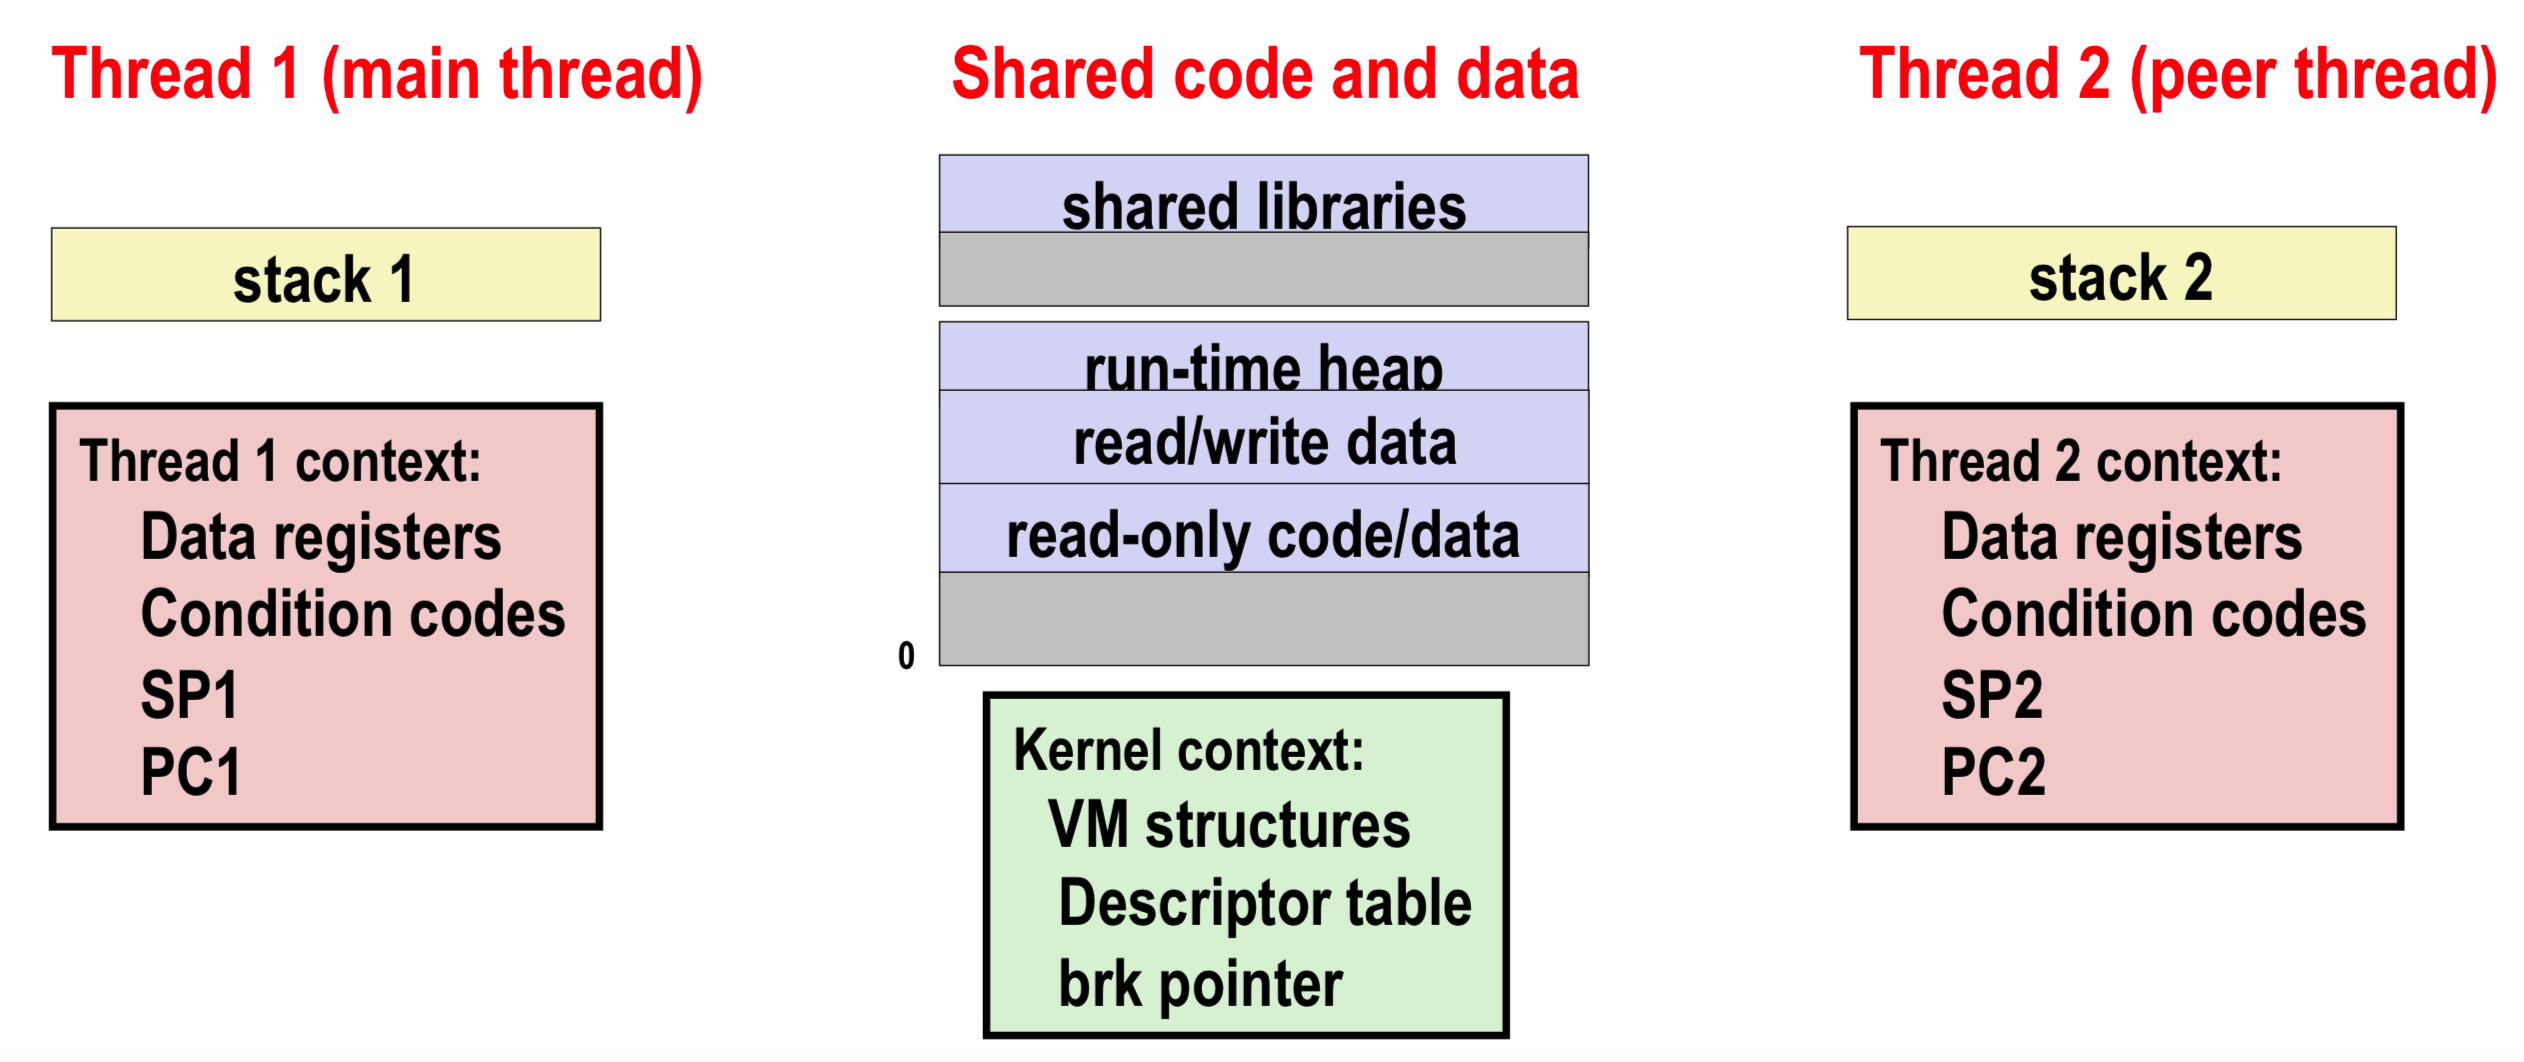 Thread 1 (main thread)
stack 1
Thread 1 context:
Data registers
Condition codes
SP1
PC1
Shared code and data
shared libraries
run-time heap
read/write data
read-only code/data
0
Kernel context:
VM structures
Descriptor table
brk pointer
Thread 2 (peer thread)
stack 2
Thread 2 context:
Data registers
Condition codes
SP2
PC2